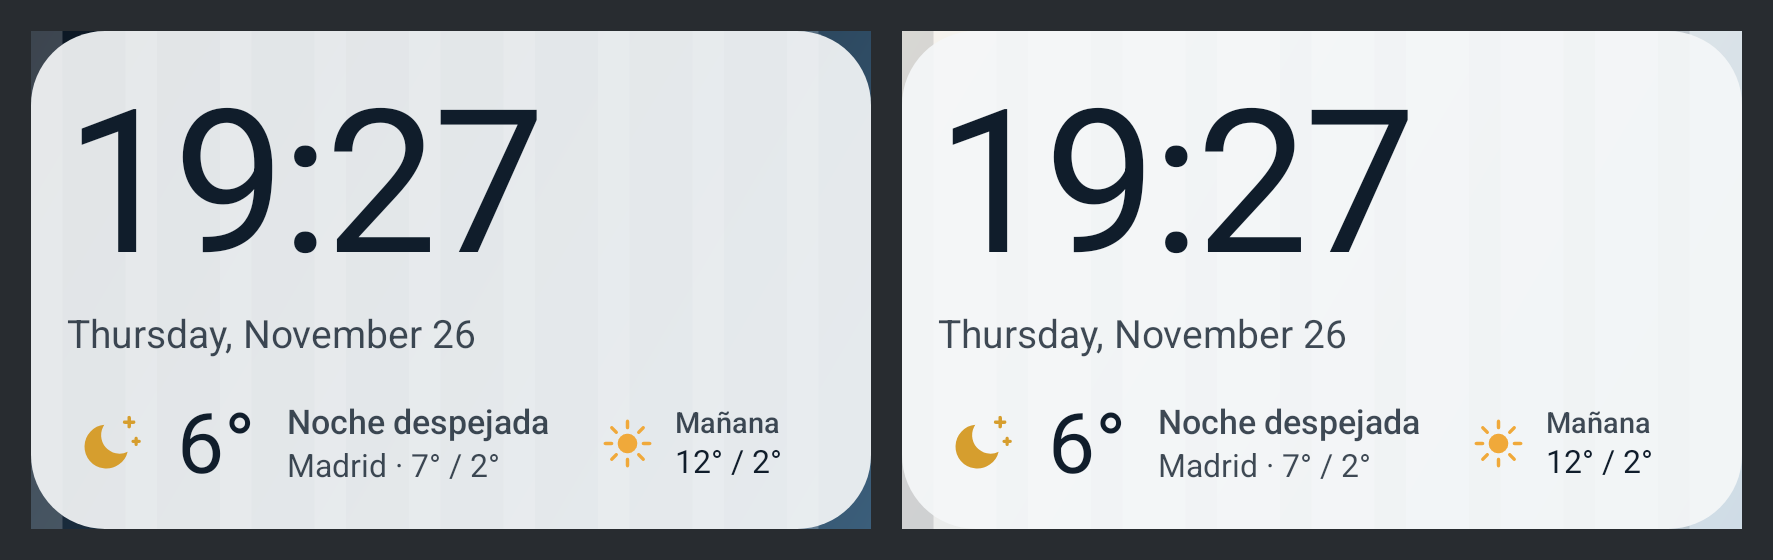 19:27
Thursday, November 26
6°
Noche despejada
Madrid · 7° / 2°
Mañana
12° / 2°
19:27
Thursday, November 26
6°
Noche despejada
Madrid · 7° / 2°
Mañana
12° / 2°